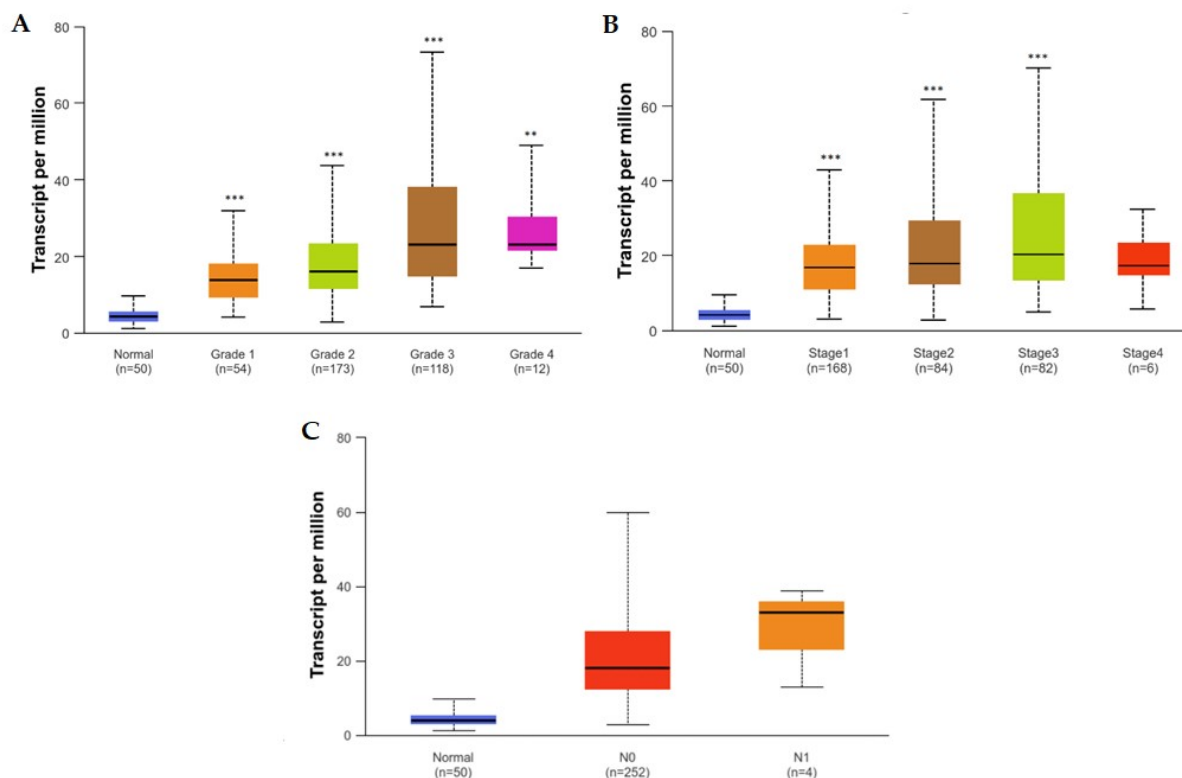 A
Transcript per million
80
60
40
20
0
***
***
***
**
Normal
(n=50)
Grade 1
(n=54)
Grade 2
(n=173)
Grade 3
(n=118)
Grade 4
(n=12)
B
Transcript per million
80
60
40
20
0
***
***
***
Normal
(n=50)
Stage1
(n=168)
Stage2
(n=84)
Stage3
(n=82)
Stage4
(n=6)
C
Transcript per million
80
60
40
20
0
Normal
(n=50)
N0
(n=252)
N1
(n=4)